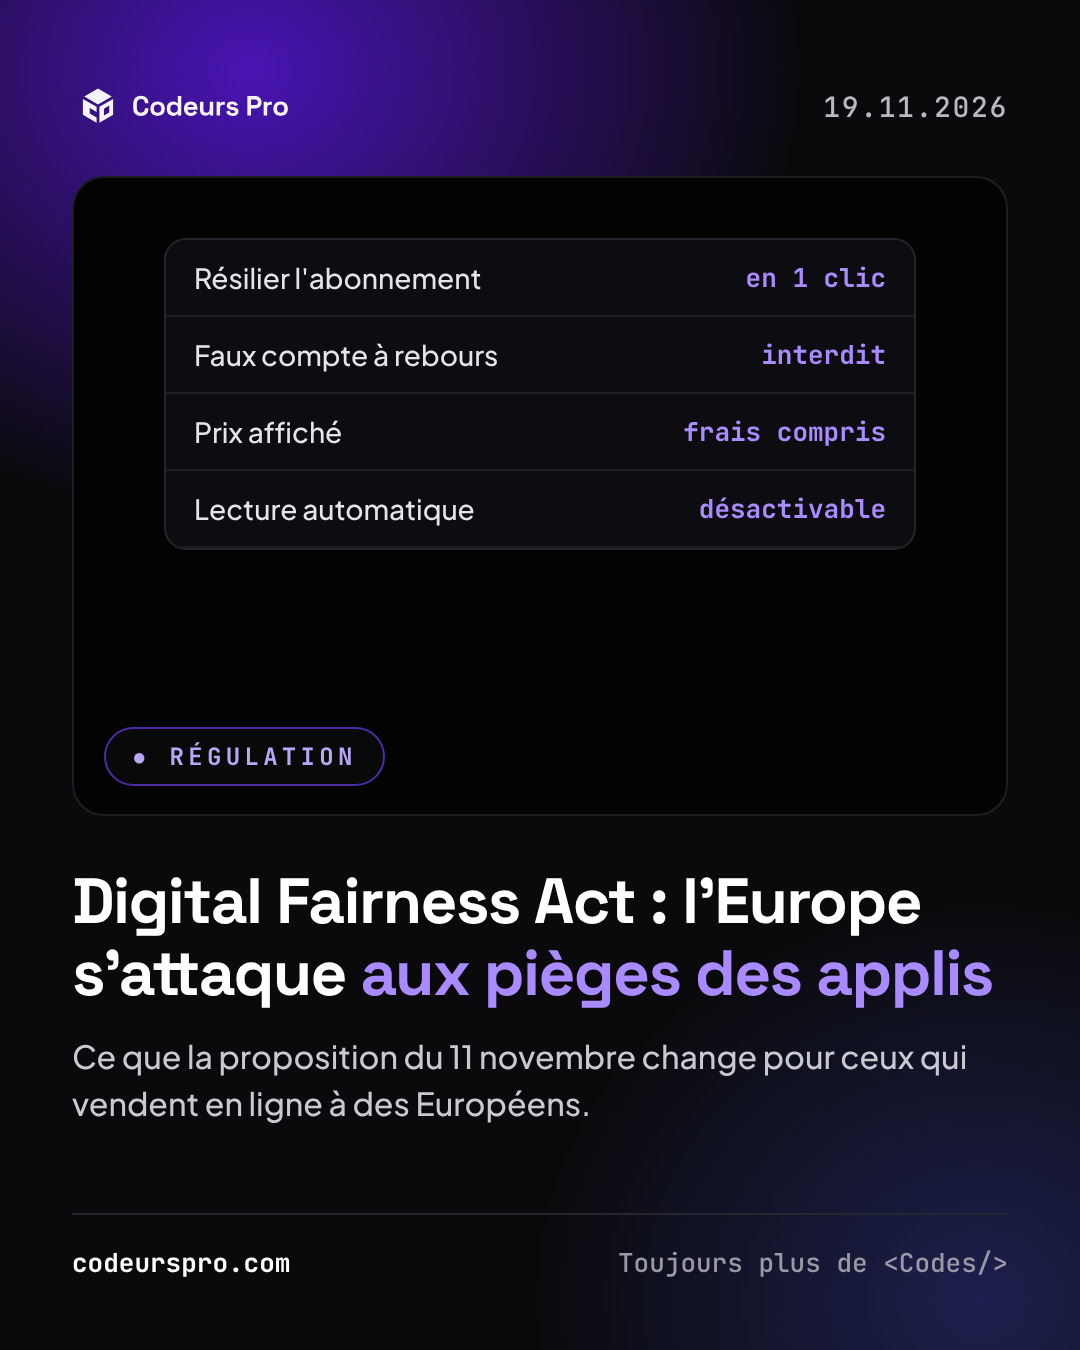 Codeurs Pro
19.11.2026
Résilier l'abonnement en 1 clic
Faux compte à rebours interdit
Prix affiché frais compris
Lecture automatique désactivable
• RÉGULATION
Digital Fairness Act : l’Europe
s’attaque aux pièges des applis
Ce que la proposition du 11 novembre change pour ceux qui
vendent en ligne à des Européens.
codeurspro.com
Toujours plus de <Codes/>